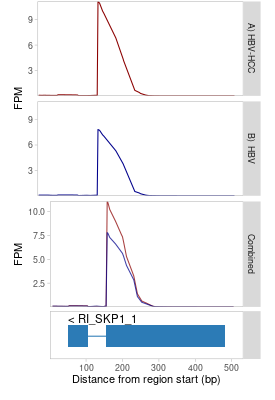 9
6
3
A) HBV-HCC
FPM
9
6
3
B) HBV
10.0
7.5
5.0
2.5
FPM
Combined
< RI_SKP1_1
100 200 300 400 500
Distance from region start (bp)